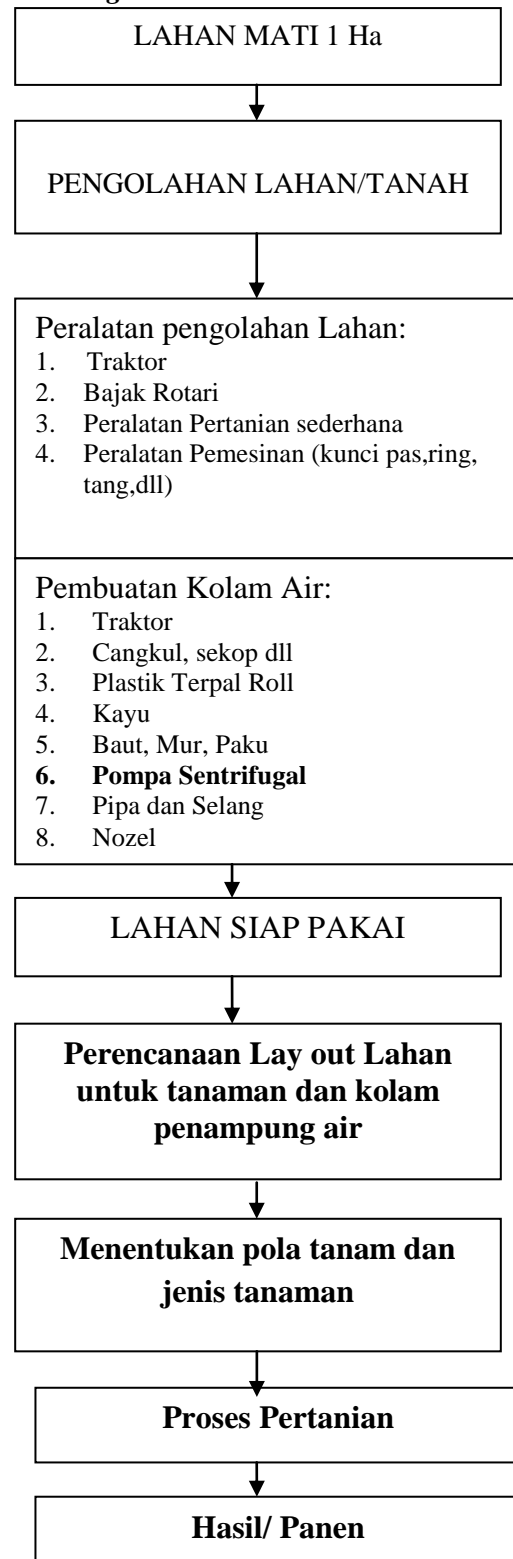 LAHAN MATI 1 Ha
PENGOLAHAN LAHAN/TANAH
Peralatan pengolahan Lahan:
1. Traktor
2. Bajak Rotari
3. Peralatan Pertanian sederhana
4. Peralatan Pemesinan (kunci pas,ring,
tang,dll)
Pembuatan Kolam Air:
1. Traktor
2. Cangkul, sekop dll
3. Plastik Terpal Roll
4. Kayu
5. Baut, Mur, Paku
6. Pompa Sentrifugal
7. Pipa dan Selang
8. Nozel
LAHAN SIAP PAKAI
Perencanaan Lay out Lahan
untuk tanaman dan kolam
penampung air
Menentukan pola tanam dan
jenis tanaman
Proses Pertanian
Hasil/ Panen